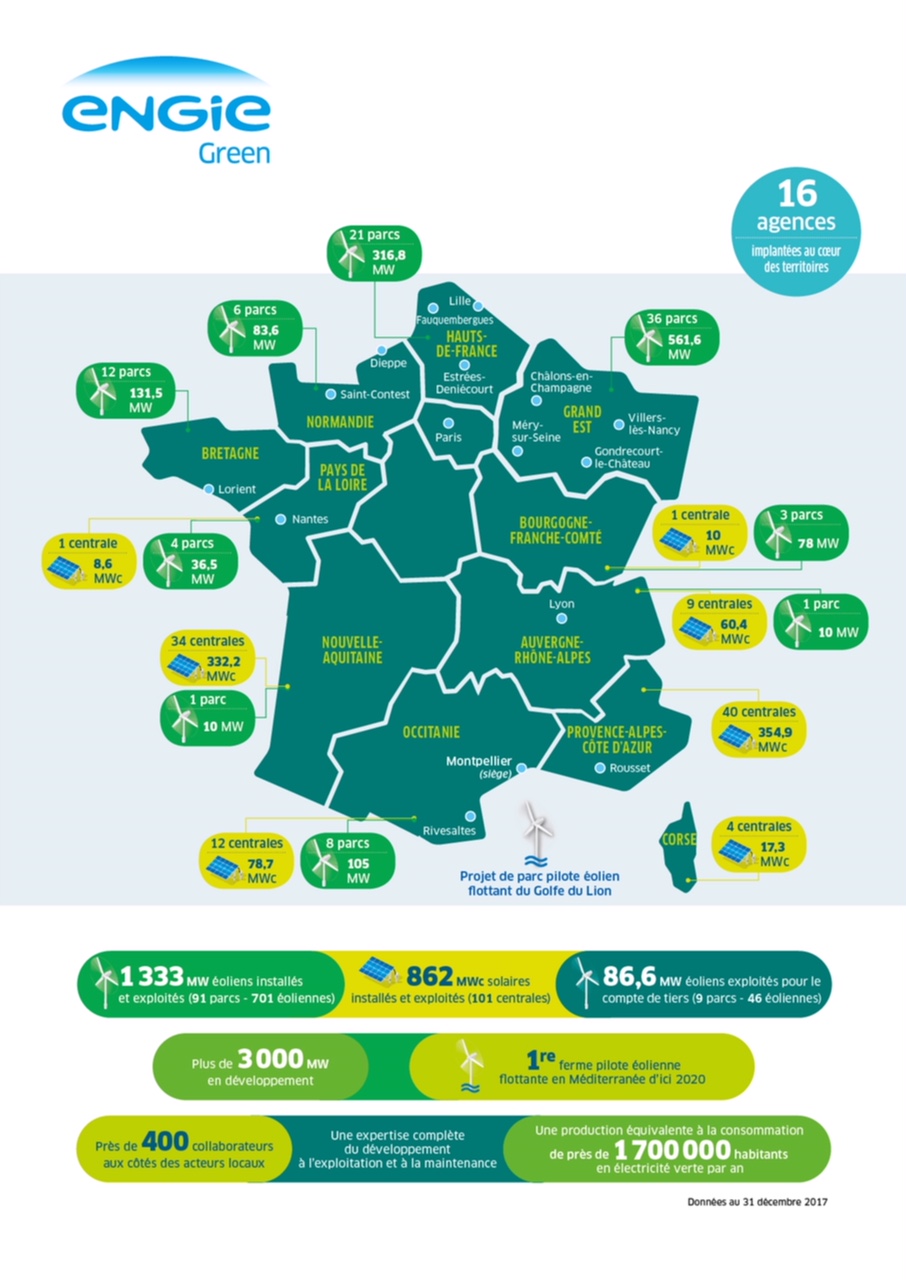 ENGIE
Green
16
agences
implantées au cœur
des territoires
21 parcs
316,8
MW
6 parcs
83,6
MW
36 parcs
561,6
MW
12 parcs
131,5
MW
Lille
Fauquembergues
HAUTS-
DE-FRANCE
Estrées-
Deniécourt
Dieppe
Saint-Contest
NORMANDIE
Châlons-en-
Champagne
GRAND
EST
Méry-
sur-Seine
Villers-
lès-Nancy
Gondrecourt-
le-Château
Paris
BRETAGNE
Lorient
PAYS DE
LA LOIRE
Nantes
1 centrale
8,6
MWc
4 parcs
36,5
MW
BOURGOGNE-
FRANCHE-COMTÉ
1 centrale
10
MWc
3 parcs
78 MW
9 centrales
60,4
MWc
1 parc
10 MW
Lyon
AUVERGNE-
RHÔNE-ALPES
NOUVELLE-
AQUITAINE
34 centrales
332,2
MWc
1 parc
10 MW
40 centrales
354,9
MWc
OCCITANIE
Montpellier
(siège)
PROVENCE-ALPES-
CÔTE D'AZUR
Rousset
Rivesaltes
12 centrales
78,7
MWc
8 parcs
105
MW
CORSE
4 centrales
17,3
MWc
Projet de parc pilote éolien
flottant du Golfe du Lion
1 333 MW éoliens installés
et exploités (91 parcs - 701 éoliennes)
862 MWc solaires
installés et exploités (101 centrales)
86,6 MW éoliens exploités pour le
compte de tiers (9 parcs - 46 éoliennes)
Plus de 3 000 MW
en développement
1re ferme pilote éolienne
flottante en Méditerranée d'ici 2020
Près de 400 collaborateurs
aux côtés des acteurs locaux
Une expertise complète
du développement
à l'exploitation et à la maintenance
Une production équivalente à la consommation
de près de 1 700 000 habitants
en électricité verte par an
Données au 31 décembre 2017